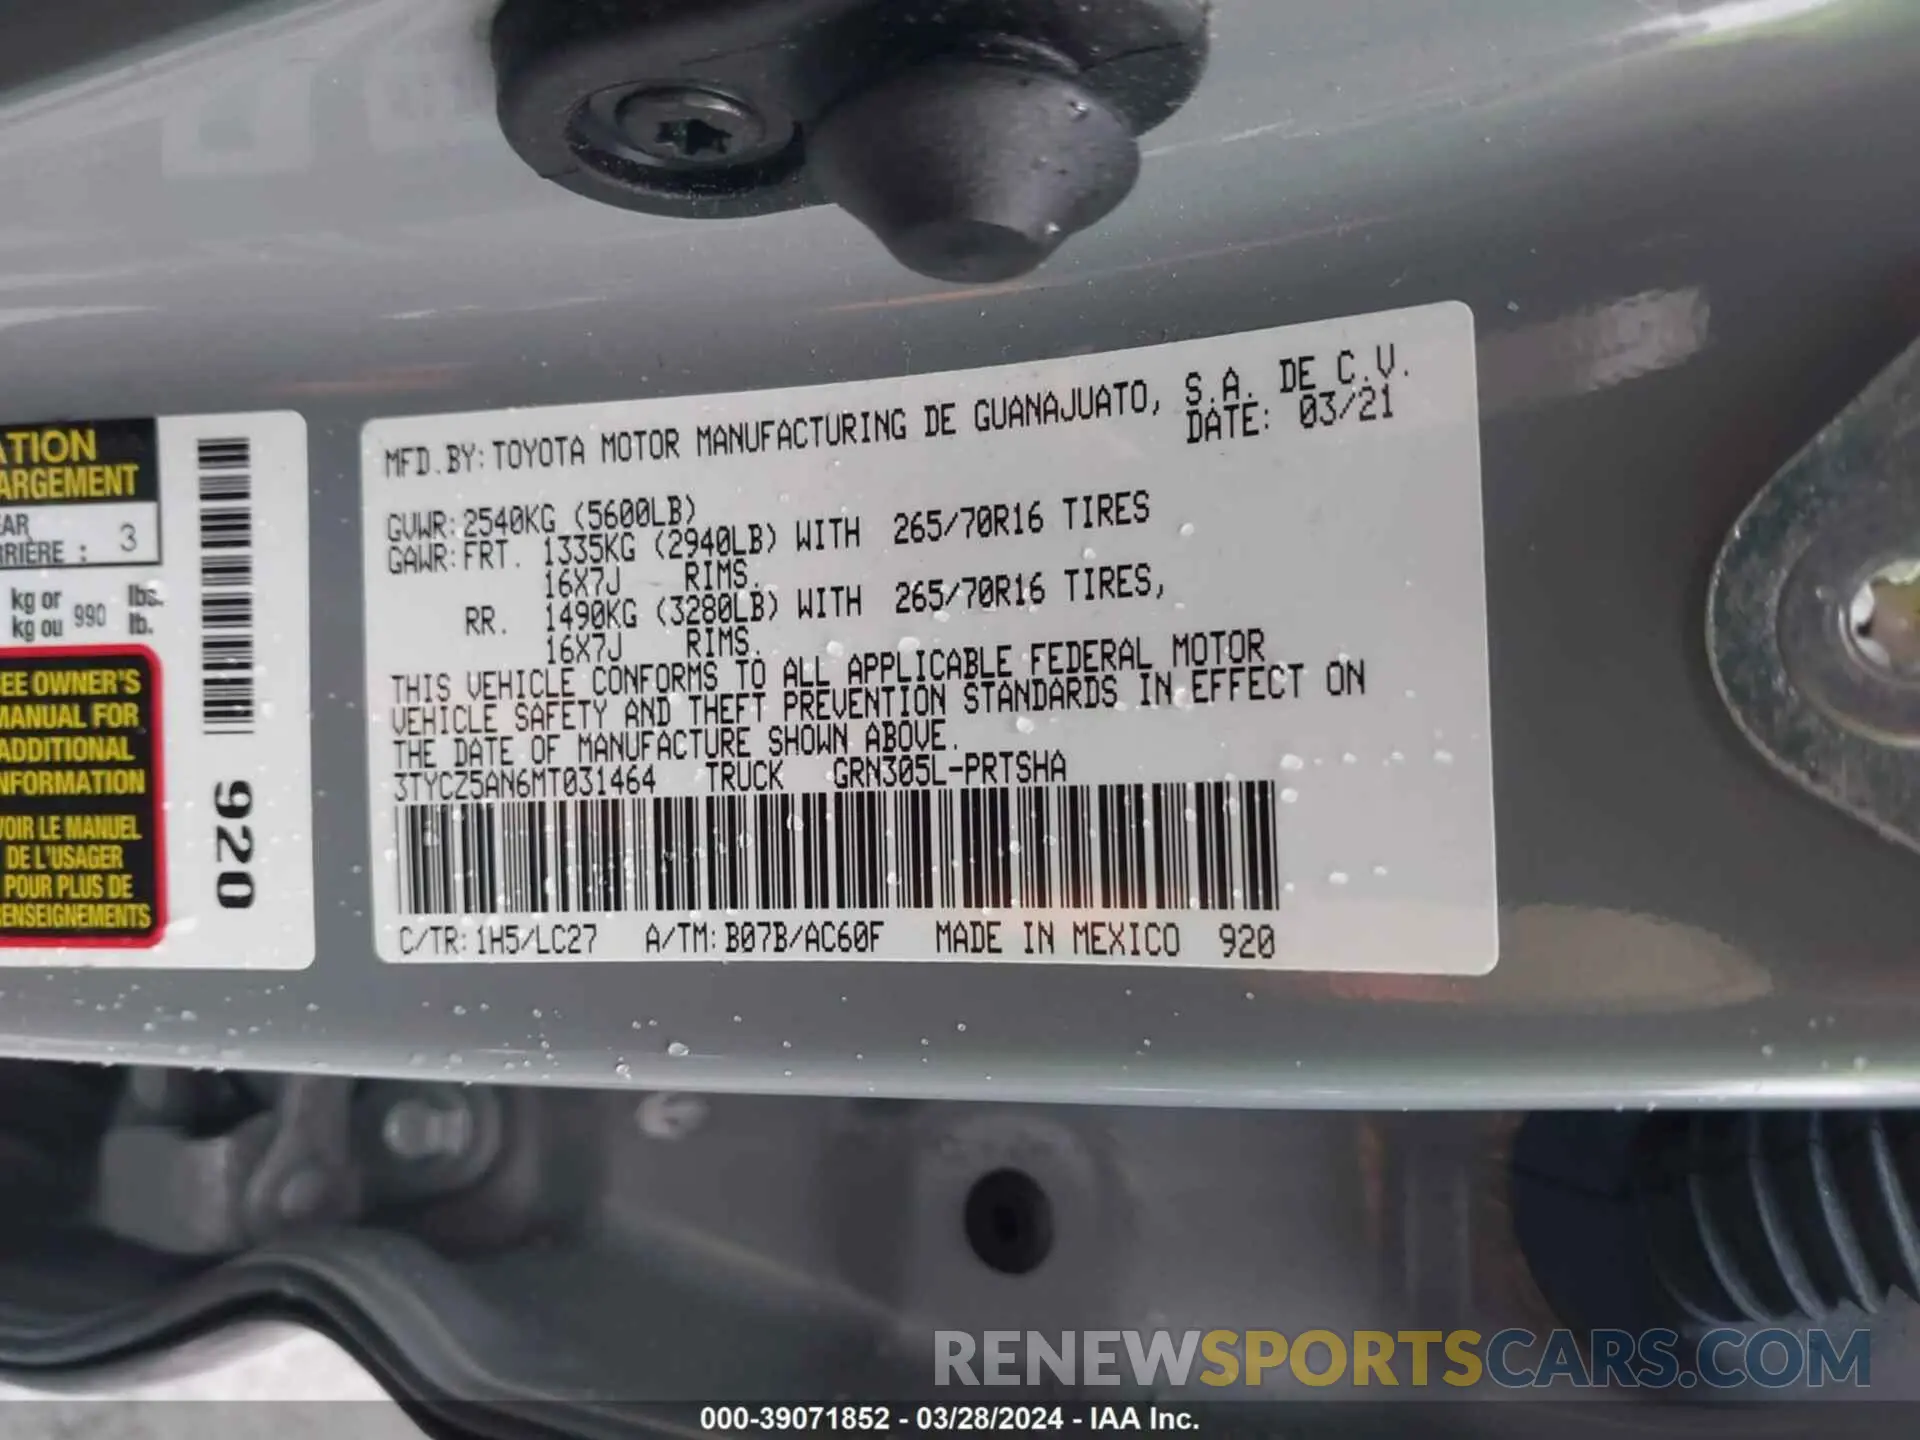 ATION
ARGEMENT
EAR 3
RRIÈRE :
kg or 990 lbs.
kg ou lb.
EE OWNER'S
MANUAL FOR
ADDITIONAL
NFORMATION
VOIR LE MANUEL
DE L'USAGER
POUR PLUS DE
ENSEIGNEMENTS
920
MFD.BY:TOYOTA MOTOR MANUFACTURING DE GUANAJUATO, S.A. DE C.V.
DATE: 03/21
GVWR:2540KG (5600LB)
GAWR:FRT. 1335KG (2940LB) WITH 265/70R16 TIRES
16X7J RIMS.
RR. 1490KG (3280LB) WITH 265/70R16 TIRES,
16X7J RIMS.
THIS VEHICLE CONFORMS TO ALL APPLICABLE FEDERAL MOTOR
VEHICLE SAFETY AND THEFT PREVENTION STANDARDS IN EFFECT ON
THE DATE OF MANUFACTURE SHOWN ABOVE.
3TYCZ5AN6MT031464 TRUCK GRN305L-PRTSHA
C/TR:1H5/LC27 A/TM:B07B/AC60F MADE IN MEXICO 920
RENEWSPORTSCARS.COM
000-39071852 - 03/28/2024 - IAA Inc.